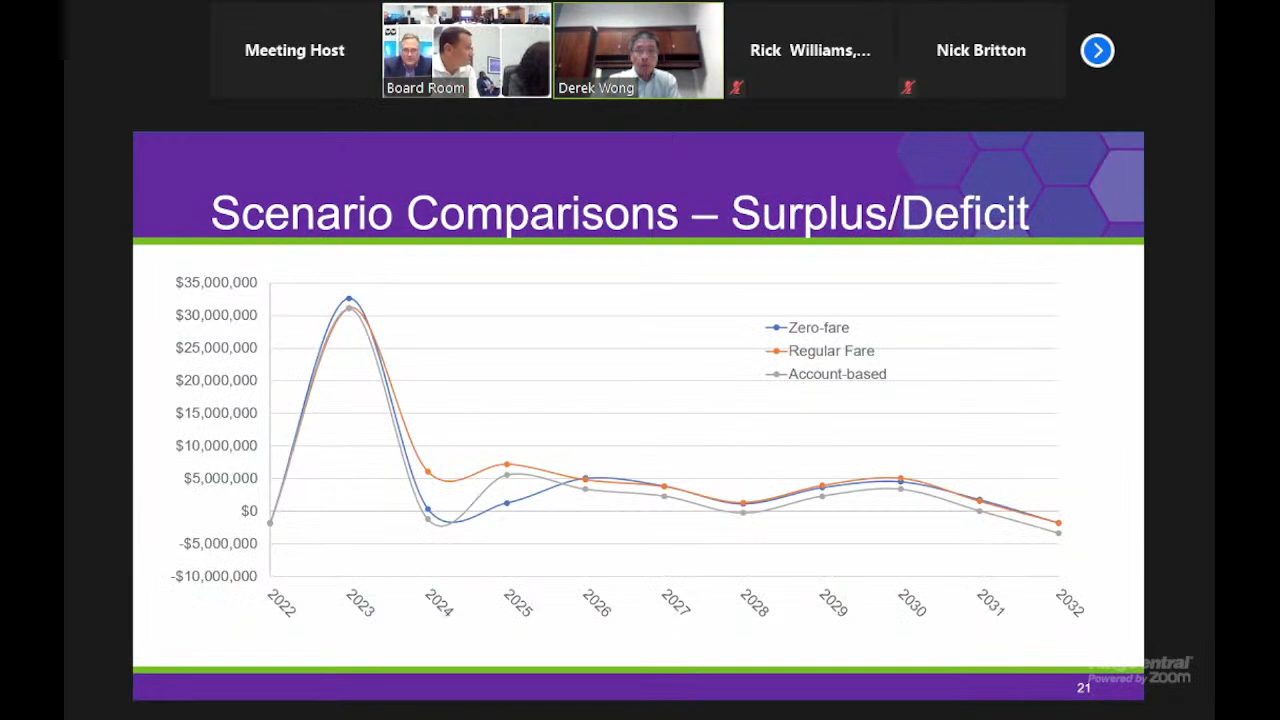 Meeting Host
Board Room
Derek Wong
Rick Williams,...
Nick Britton
Scenario Comparisons – Surplus/Deficit
$35,000,000
$30,000,000
$25,000,000
$20,000,000
$15,000,000
$10,000,000
$5,000,000
$0
-$5,000,000
-$10,000,000
Zero-fare
Regular Fare
Account-based
2022
2023
2024
2025
2026
2027
2028
2029
2030
2031
2032
21
RingCentral
Powered by zoom